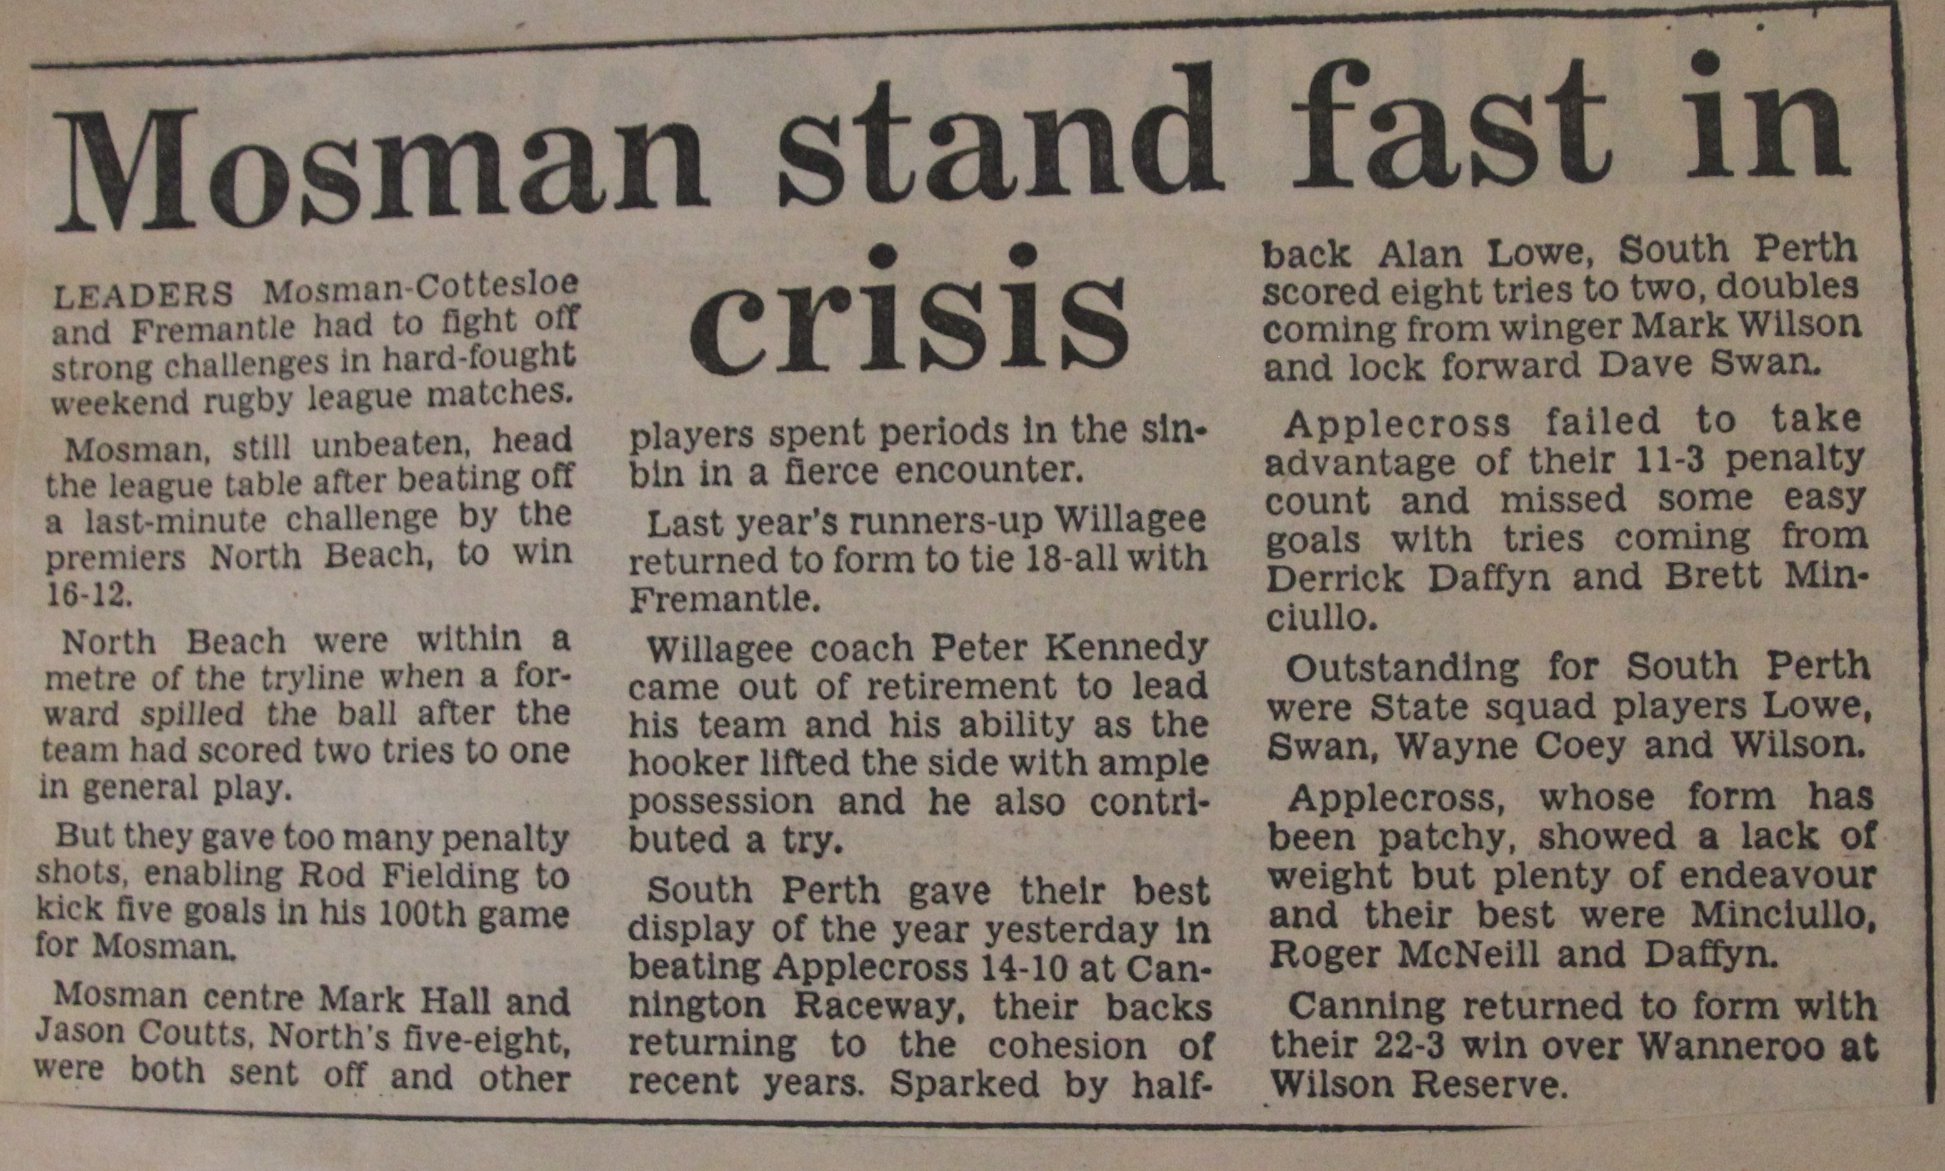 Mosman stand fast in
crisis
LEADERS Mosman-Cottesloe
and Fremantle had to fight off
strong challenges in hard-fought
weekend rugby league matches.
Mosman, still unbeaten, head
the league table after beating off
a last-minute challenge by the
premiers North Beach, to win
16-12.
North Beach were within a
metre of the tryline when a for-
ward spilled the ball after the
team had scored two tries to one
in general play.
But they gave too many penalty
shots, enabling Rod Fielding to
kick five goals in his 100th game
for Mosman.
Mosman centre Mark Hall and
Jason Coutts, North's five-eight,
were both sent off and other
players spent periods in the sin-
bin in a fierce encounter.
Last year's runners-up Willagee
returned to form to tie 18-all with
Fremantle.
Willagee coach Peter Kennedy
came out of retirement to lead
his team and his ability as the
hooker lifted the side with ample
possession and he also contri-
buted a try.
South Perth gave their best
display of the year yesterday in
beating Applecross 14-10 at Can-
nington Raceway, their backs
returning to the cohesion of
recent years. Sparked by half-
back Alan Lowe, South Perth
scored eight tries to two, doubles
coming from winger Mark Wilson
and lock forward Dave Swan.
Applecross failed to take
advantage of their 11-3 penalty
count and missed some easy
goals with tries coming from
Derrick Daffyn and Brett Min-
ciullo.
Outstanding for South Perth
were State squad players Lowe,
Swan, Wayne Coey and Wilson.
Applecross, whose form has
been patchy, showed a lack of
weight but plenty of endeavour
and their best were Minciullo,
Roger McNeill and Daffyn.
Canning returned to form with
their 22-3 win over Wanneroo at
Wilson Reserve.